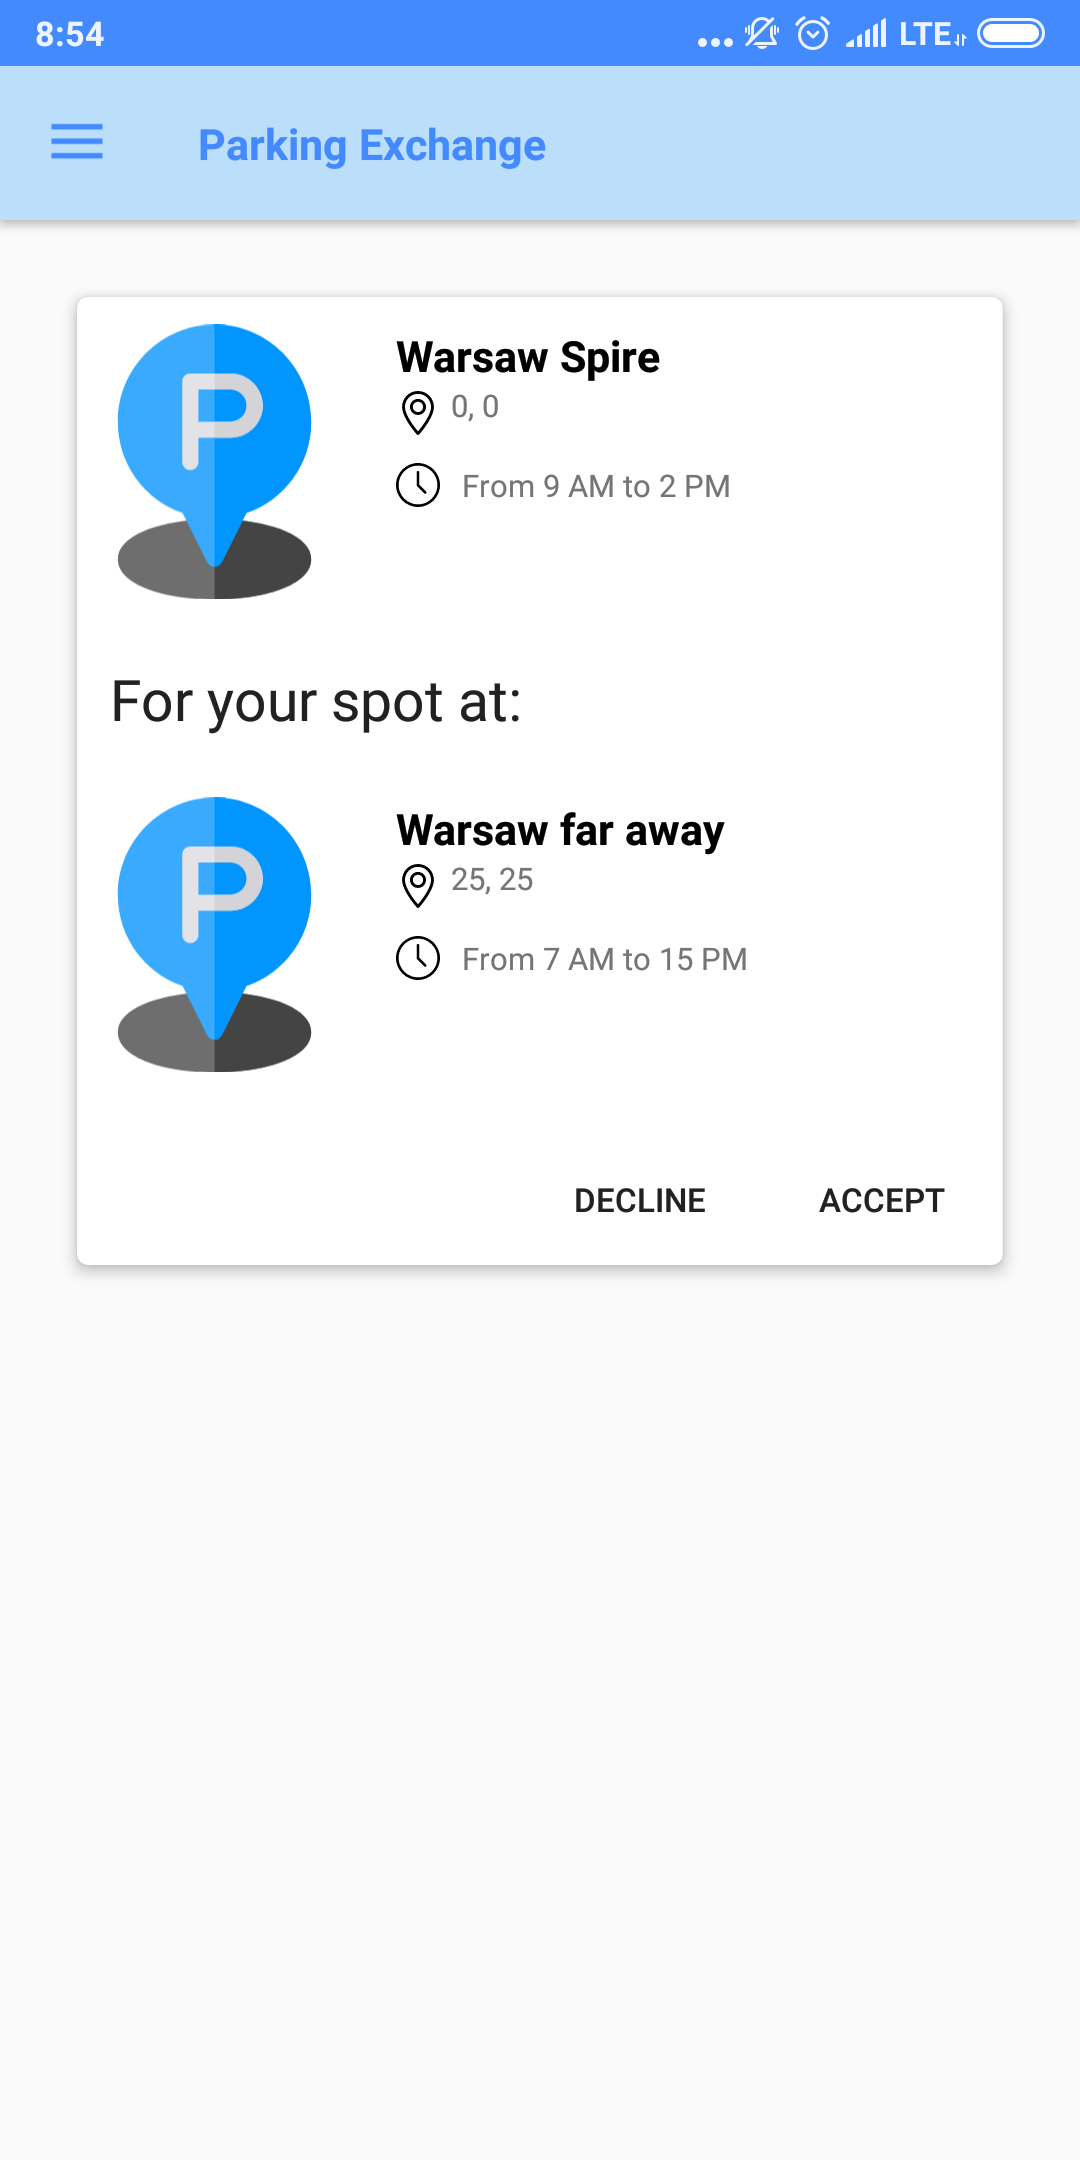 8:54
LTE
Parking Exchange
P
Warsaw Spire
0, 0
From 9 AM to 2 PM
For your spot at:
P
Warsaw far away
25, 25
From 7 AM to 15 PM
DECLINE ACCEPT